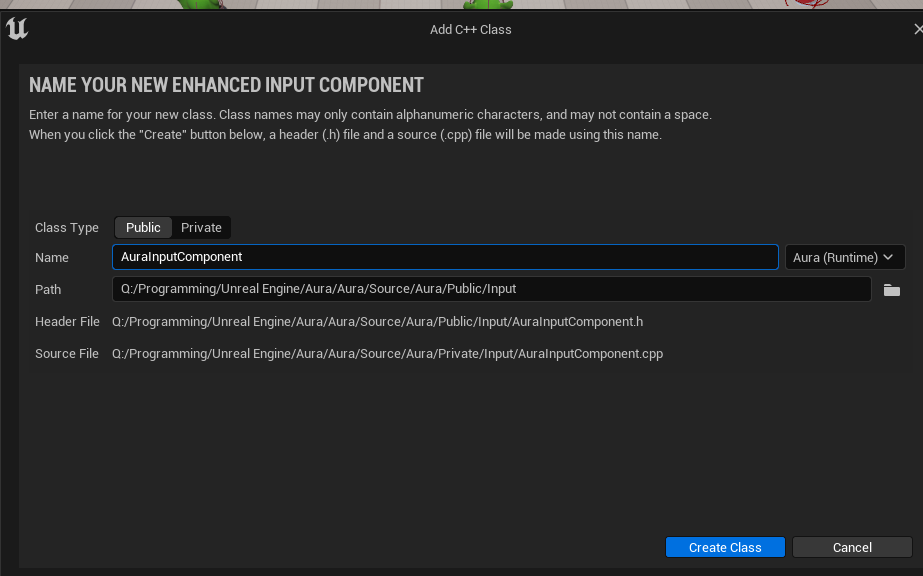 Add C++ Class
NAME YOUR NEW ENHANCED INPUT COMPONENT
Enter a name for your new class. Class names may only contain alphanumeric characters, and may not contain a space.
When you click the "Create" button below, a header (.h) file and a source (.cpp) file will be made using this name.
Class Type Public Private
Name AuraInputComponent Aura (Runtime)
Path Q:/Programming/Unreal Engine/Aura/Aura/Source/Aura/Public/Input
Header File Q:/Programming/Unreal Engine/Aura/Aura/Source/Aura/Public/Input/AuraInputComponent.h
Source File Q:/Programming/Unreal Engine/Aura/Aura/Source/Aura/Private/Input/AuraInputComponent.cpp
Create Class Cancel